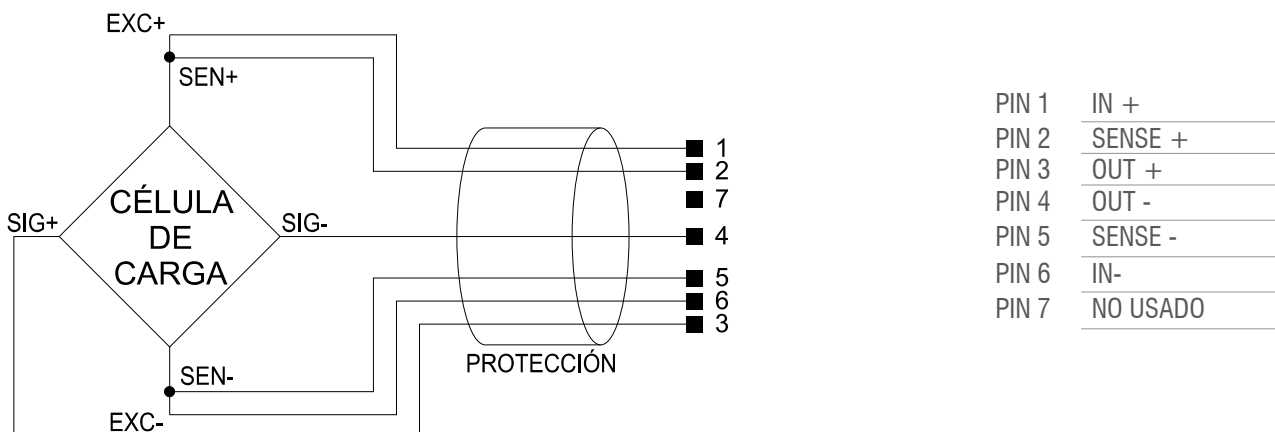 EXC+
SEN+
CÉLULA
DE
CARGA
SIG+
SIG-
SEN-
EXC-
PROTECCIÓN
1
2
7
4
5
6
3
PIN 1 IN +
PIN 2 SENSE +
PIN 3 OUT +
PIN 4 OUT -
PIN 5 SENSE -
PIN 6 IN-
PIN 7 NO USADO